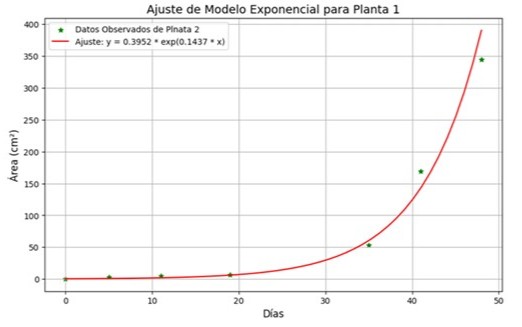 Ajuste de Modelo Exponencial para Planta 1
Datos Observados de Plnata 2
Ajuste: y = 0.3952 * exp(0.1437 * x)
400
350
300
250
200
150
100
50
0
Área (cm²)
0 10 20 30 40 50
Días